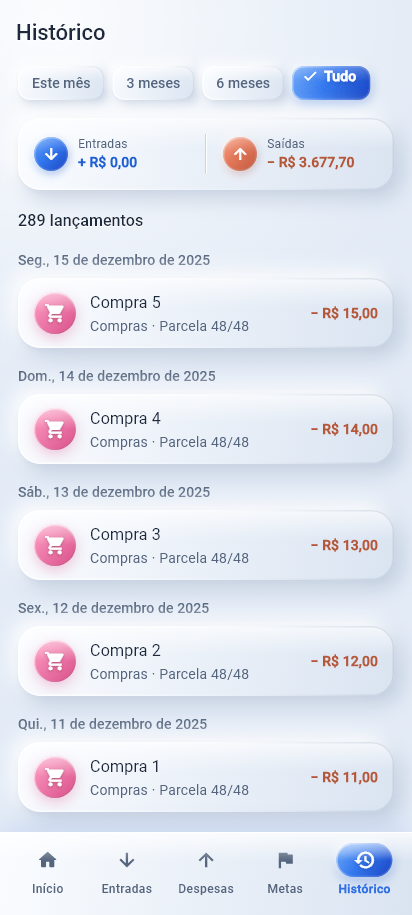 Histórico
Este mês
3 meses
6 meses
Tudo
Entradas
+ R$ 0,00
Saídas
− R$ 3.677,70
289 lançamentos
Seg., 15 de dezembro de 2025
Compra 5
− R$ 15,00
Compras · Parcela 48/48
Dom., 14 de dezembro de 2025
Compra 4
− R$ 14,00
Compras · Parcela 48/48
Sáb., 13 de dezembro de 2025
Compra 3
− R$ 13,00
Compras · Parcela 48/48
Sex., 12 de dezembro de 2025
Compra 2
− R$ 12,00
Compras · Parcela 48/48
Qui., 11 de dezembro de 2025
Compra 1
− R$ 11,00
Compras · Parcela 48/48
Início
Entradas
Despesas
Metas
Histórico